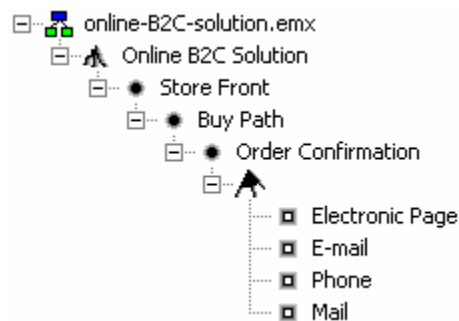 online-B2C-solution.emx
Online B2C Solution
Store Front
Buy Path
Order Confirmation
Electronic Page
E-mail
Phone
Mail